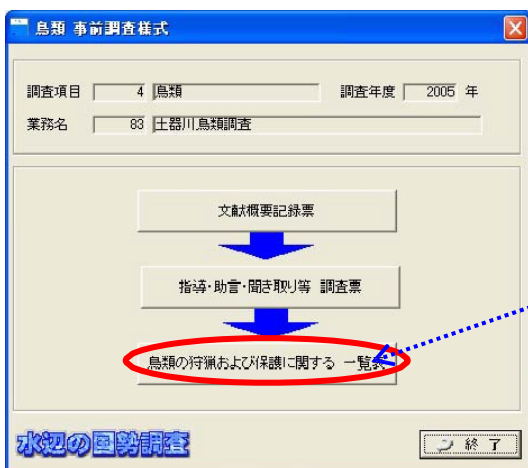 鳥類 事前調査様式
調査項目 4 鳥類 調査年度 2005 年
業務名 83 土器川鳥類調査
文献概要記録票
指導・助言・聞き取り等 調査票
鳥類の狩猟および保護に関する 一覧表
水辺の国勢調査
終 了